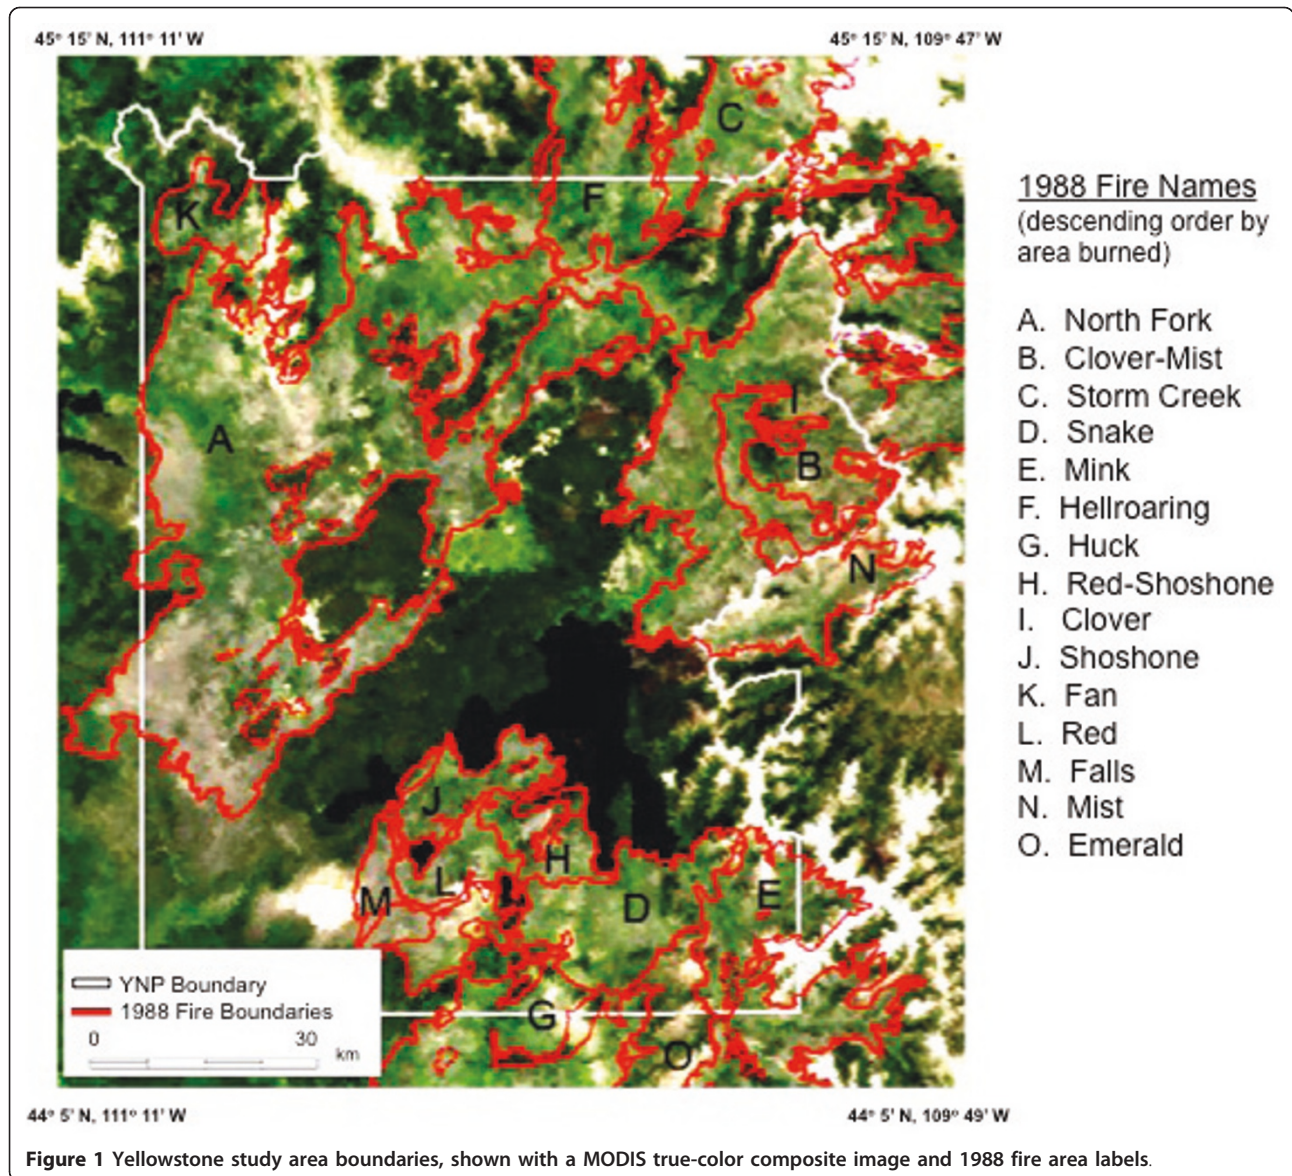 45° 15' N, 111° 11' W
45° 15' N, 109° 47' W
C
F
K
A
I
B
N
J
H
L
M
D
E
G
O
1988 Fire Names
(descending order by
area burned)
A. North Fork
B. Clover-Mist
C. Storm Creek
D. Snake
E. Mink
F. Hellroaring
G. Huck
H. Red-Shoshone
I. Clover
J. Shoshone
K. Fan
L. Red
M. Falls
N. Mist
O. Emerald
YNP Boundary
1988 Fire Boundaries
0 30
km
44° 5' N, 111° 11' W
44° 5' N, 109° 49' W
Figure 1 Yellowstone study area boundaries, shown with a MODIS true-color composite image and 1988 fire area labels.